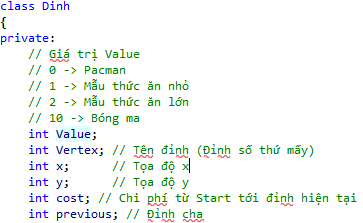 class Dinh
{
private:
// Giá trị Value
// 0 -> Pacman
// 1 -> Mẫu thức ăn nhỏ
// 2 -> Mẫu thức ăn lớn
// 10 -> Bóng ma
int Value;
int Vertex; // Tên đỉnh (Đỉnh số thứ mấy)
int x; // Tọa độ x
int y; // Tọa độ y
int cost; // Chi phí từ Start tới đỉnh hiện tại
int previous; // Đỉnh cha